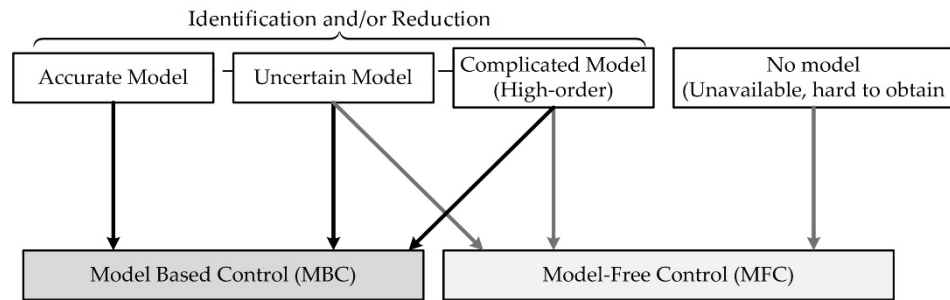 Identification and/or Reduction
Accurate Model
Uncertain Model
Complicated Model
(High-order)
No model
(Unavailable, hard to obtain
Model Based Control (MBC)
Model-Free Control (MFC)